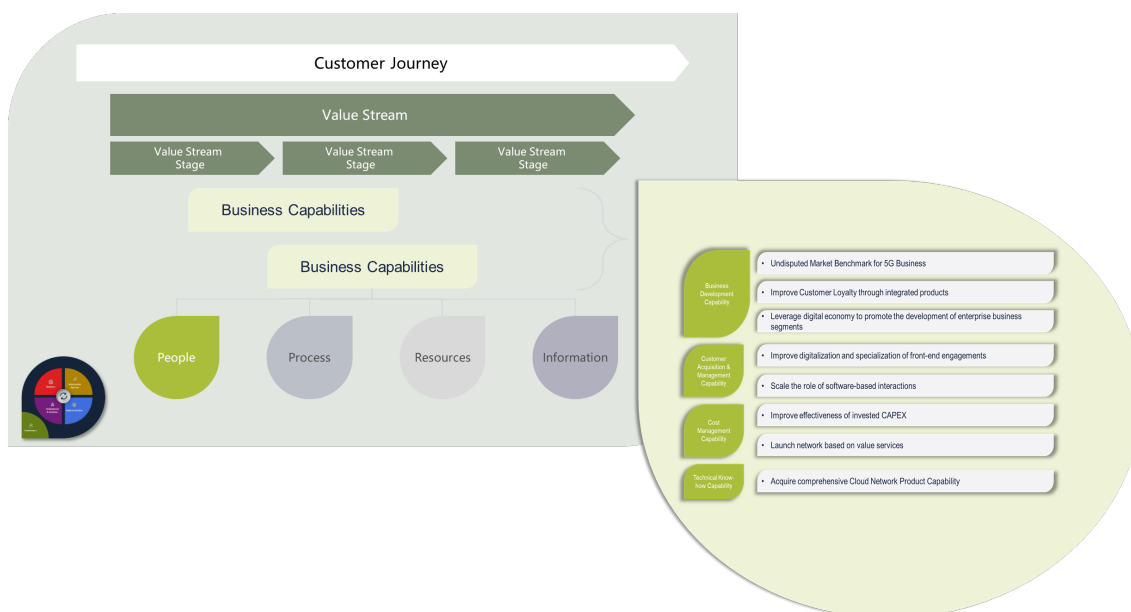 Customer Journey
Value Stream
Value Stream
Stage
Value Stream
Stage
Value Stream
Stage
Business Capabilities
Business Capabilities
People
Process
Resources
Information
Business
Development
Capability
• Undisputed Market Benchmark for 5G Business
• Improve Customer Loyalty through integrated products
• Leverage digital economy to promote the development of enterprise business
segments
Customer
Acquisition &
Management
Capability
• Improve digitalization and specialization of front-end engagements
• Scale the role of software-based interactions
Cost
Management
Capability
• Improve effectiveness of invested CAPEX
• Launch network based on value services
Technical Know-
how Capability
• Acquire comprehensive Cloud Network Product Capability